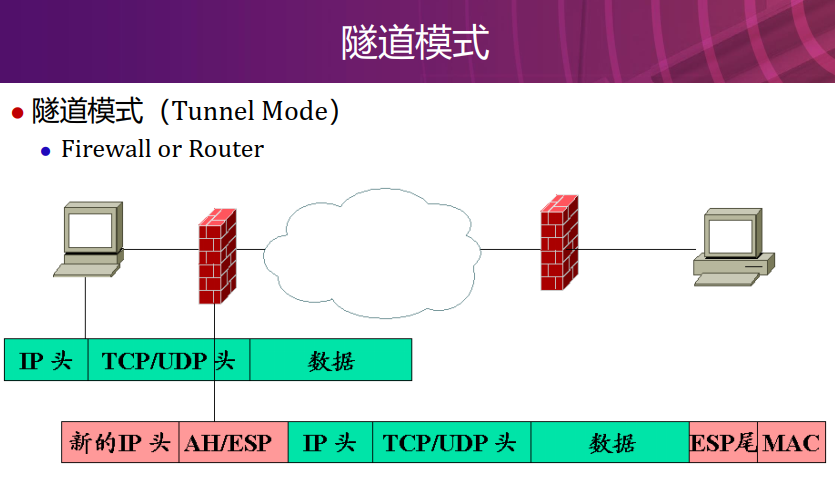 隧道模式
隧道模式（Tunnel Mode）
Firewall or Router
IP 头 TCP/UDP 头 数据
新的IP 头 AH/ESP IP 头 TCP/UDP 头 数据 ESP尾 MAC